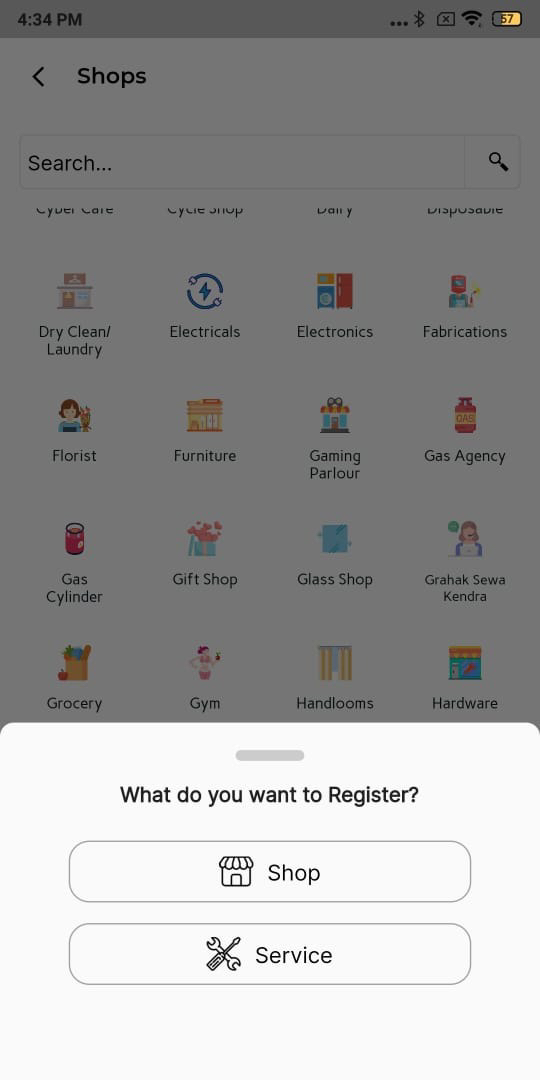 4:34 PM
57
Shops
Search...
Cyber Cafe Cycle Shop Dairy Disposable
Dry Clean/ Electricals Electronics Fabrications
Laundry
Florist Furniture Gaming Gas Agency
Parlour
GAS
Gas Gift Shop Glass Shop Grahak Sewa
Cylinder Kendra
Grocery Gym Handlooms Hardware
What do you want to Register?
Shop
Service